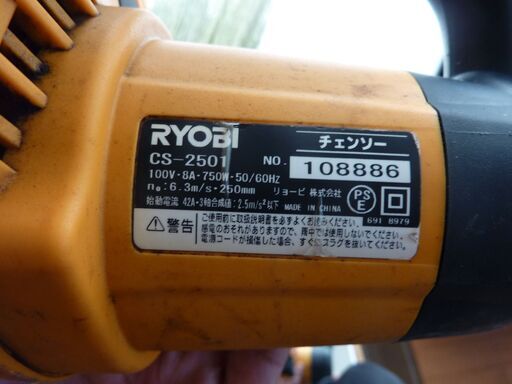 RYOBI チェンソー
CS-2501 NO. 108886
100V・8A・750W・50/60HZ
n₀:6.3m/s・250mm リョービ 株式会社
始動電流 42A・3軸合成値:2.5m/s²以下 MADE IN CHINA
PS E
691 8979
⚠警告
ご使用前に取扱説明書を必ずよくお読みください。
感電のおそれがありますので、雨中では使用しないでください。
電源コードが損傷した場合、すぐにプラグを抜いてください。